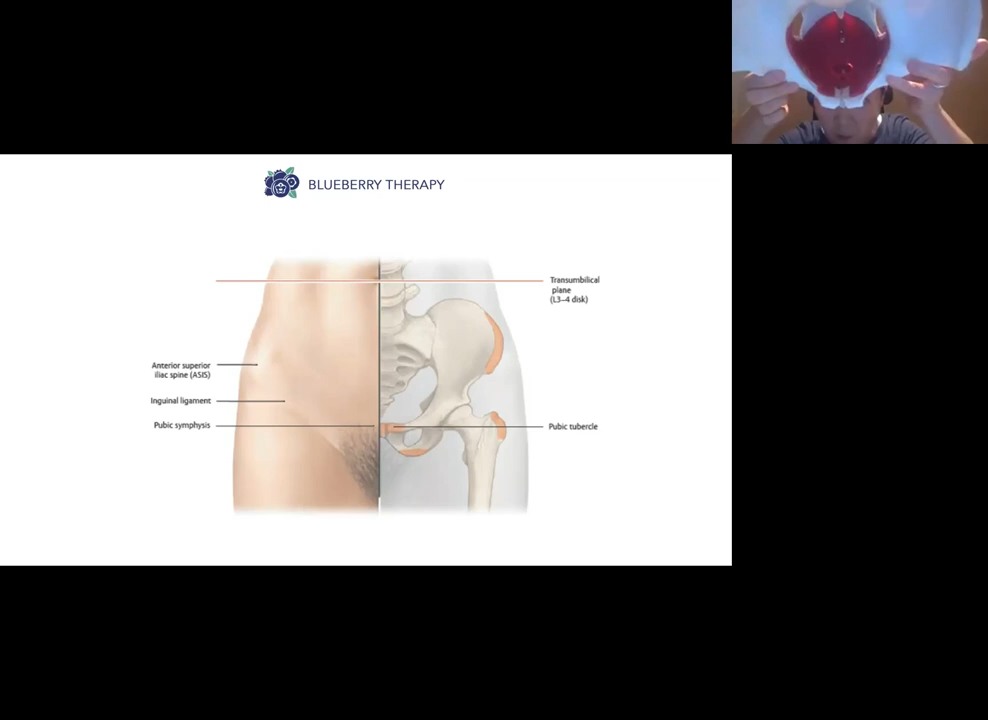 BLUEBERRY THERAPY
Transumbilical
plane
(L3–4 disk)
Anterior superior
iliac spine (ASIS)
Inguinal ligament
Pubic symphysis
Pubic tubercle